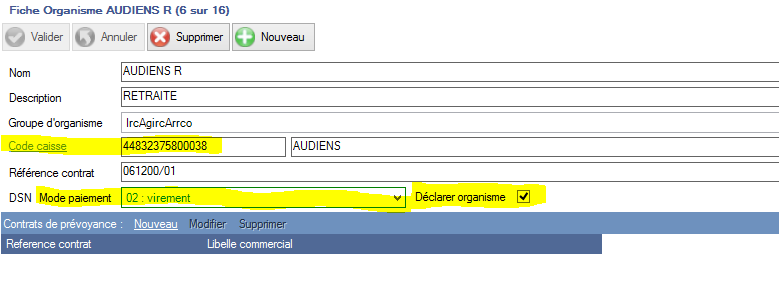 Fiche Organisme AUDIENS R (6 sur 16)
Valider Annuler Supprimer Nouveau
Nom AUDIENS R
Description RETRAITE
Groupe d'organisme IrcAgircArrco
Code caisse 44832375800038 AUDIENS
Référence contrat 061200/01
DSN Mode paiement 02 : virement Déclarer organisme
Contrats de prévoyance : Nouveau Modifier Supprimer
Reference contrat Libelle commercial